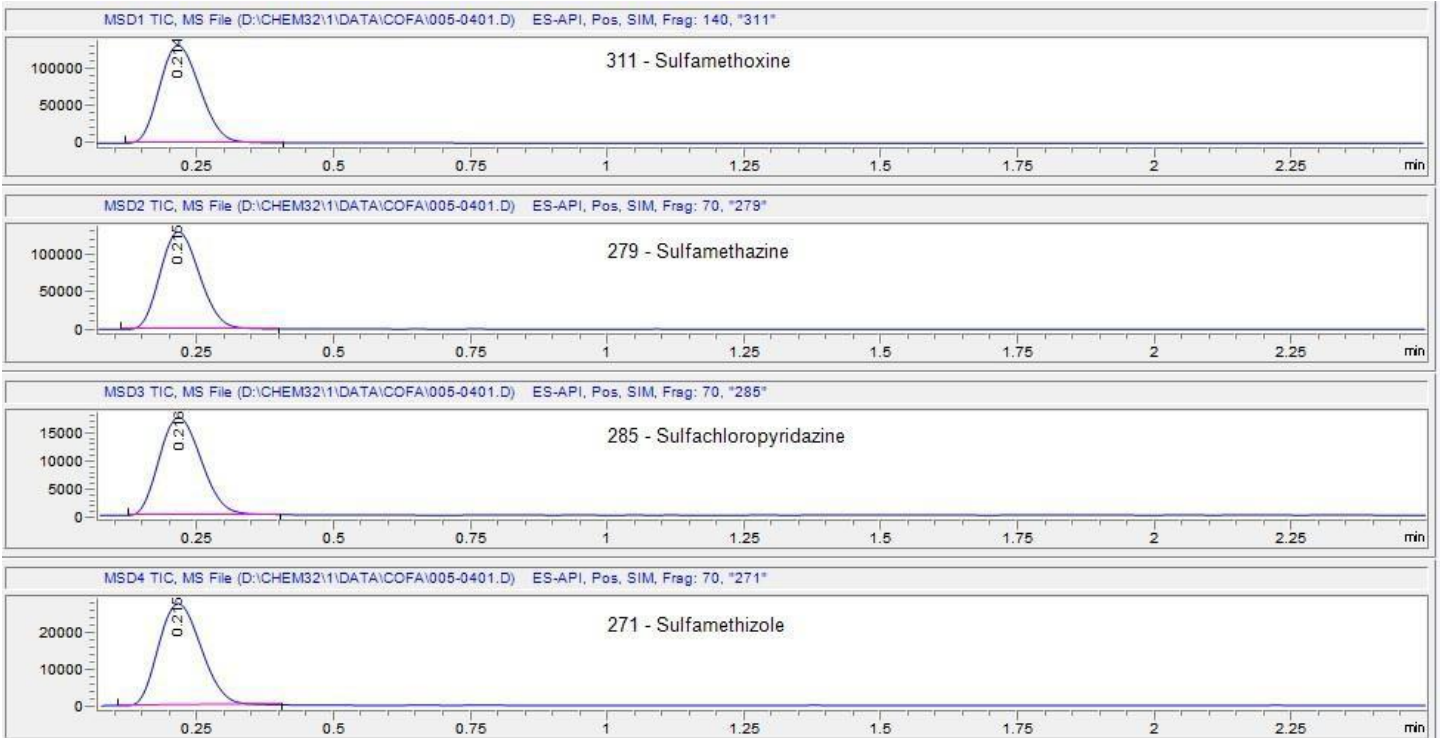 MSD1 TIC, MS File (D:\CHEM32\1\DATA\COFA\005-0401.D) ES-API, Pos, SIM, Frag: 140, "311"
0.214
311 - Sulfamethoxine
100000
50000
0
0.25 0.5 0.75 1 1.25 1.5 1.75 2 2.25 min
MSD2 TIC, MS File (D:\CHEM32\1\DATA\COFA\005-0401.D) ES-API, Pos, SIM, Frag: 70, "279"
0.215
279 - Sulfamethazine
100000
50000
0
0.25 0.5 0.75 1 1.25 1.5 1.75 2 2.25 min
MSD3 TIC, MS File (D:\CHEM32\1\DATA\COFA\005-0401.D) ES-API, Pos, SIM, Frag: 70, "285"
0.216
285 - Sulfachloropyridazine
15000
10000
5000
0
0.25 0.5 0.75 1 1.25 1.5 1.75 2 2.25 min
MSD4 TIC, MS File (D:\CHEM32\1\DATA\COFA\005-0401.D) ES-API, Pos, SIM, Frag: 70, "271"
0.215
271 - Sulfamethizole
20000
10000
0
0.25 0.5 0.75 1 1.25 1.5 1.75 2 2.25 min